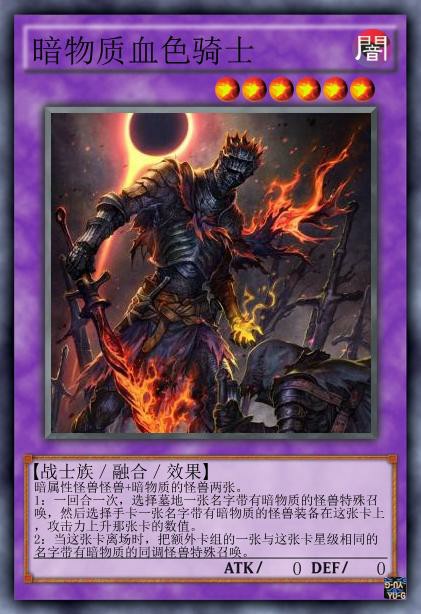 暗物质血色骑士
闇
【战士族 / 融合 / 效果】
暗属性怪兽怪兽+暗物质的怪兽两张。
1：一回合一次，选择墓地一张名字带有暗物质的怪兽特殊召
唤，然后选择手卡一张名字带有暗物质的怪兽装备在这张卡上
，攻击力上升那张卡的数值。
2：当这张卡离场时，把额外卡组的一张与这张卡星级相同的
名字带有暗物质的同调怪兽特殊召唤。
ATK/ 0 DEF/ 0